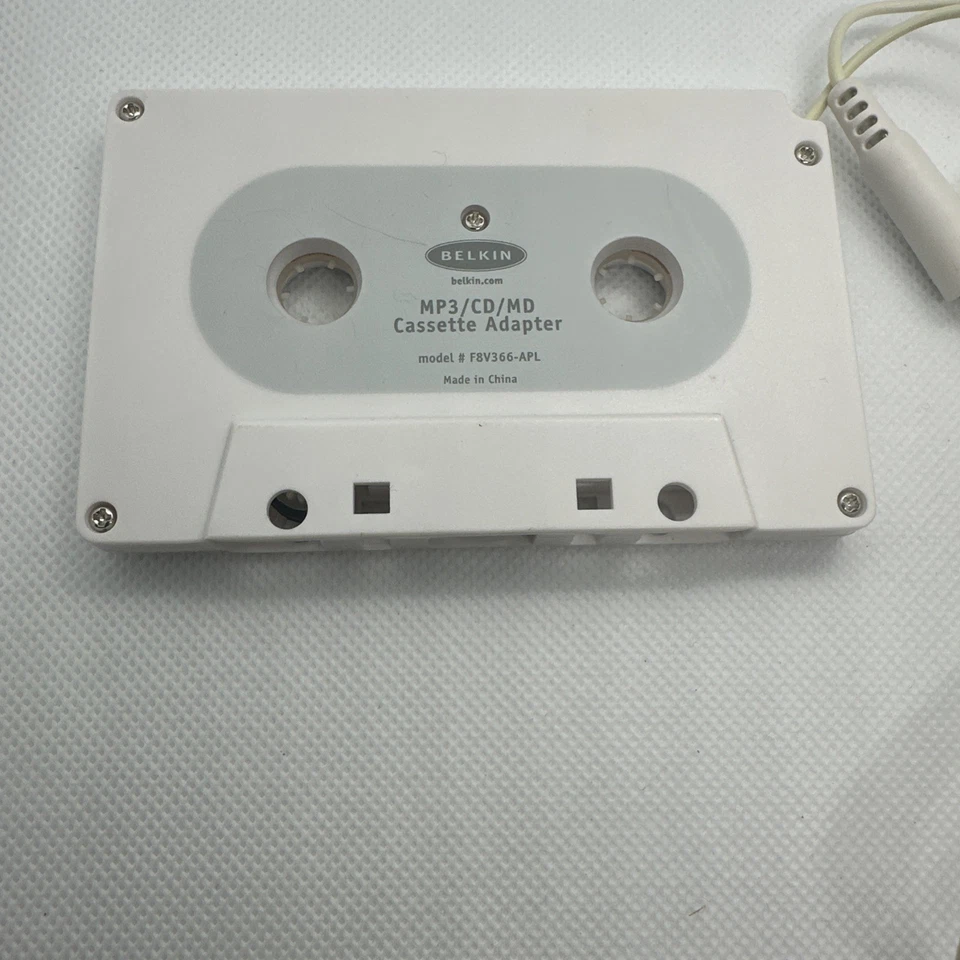 BELKIN
belkin.com
MP3/CD/MD
Cassette Adapter
model # F8V366-APL
Made in China